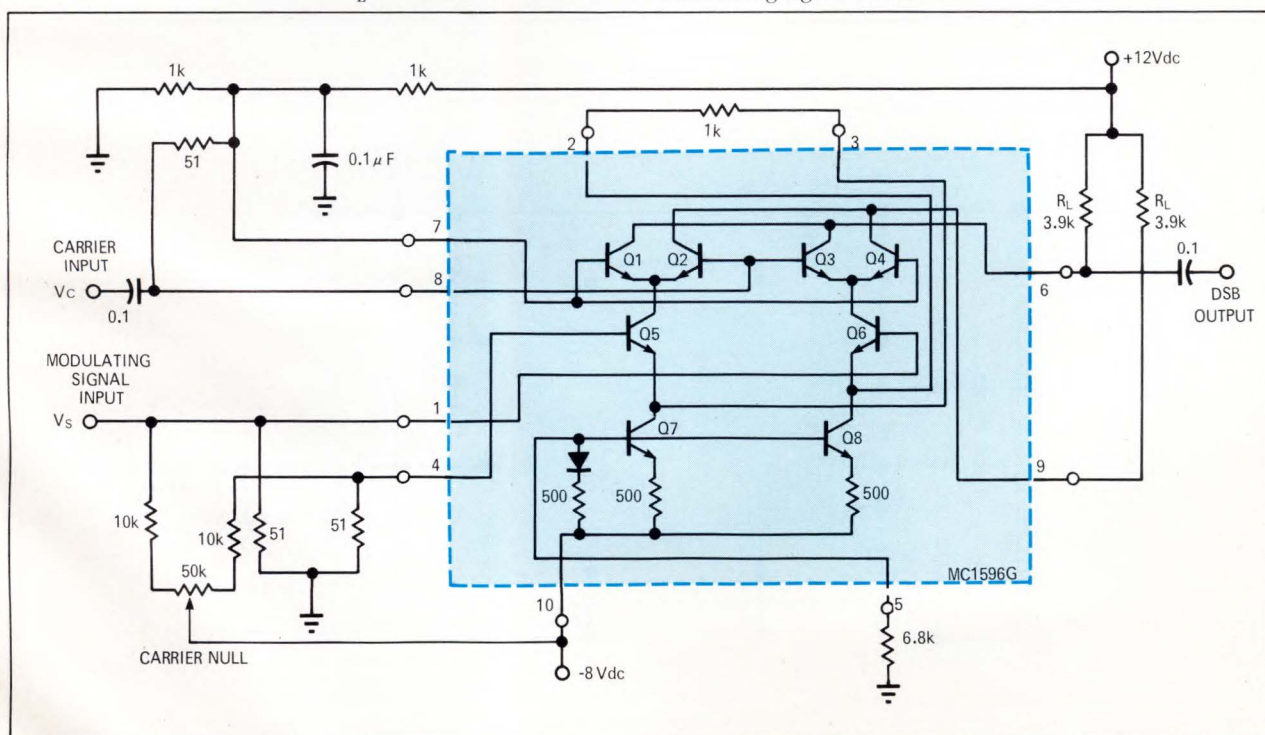 1k
1k
+12Vdc
51
0.1μF
1k
2
3
R_L
3.9k
R_L
3.9k
7
CARRIER
INPUT
V_C
0.1
8
Q1
Q2
Q3
Q4
6
0.1
DSB
OUTPUT
Q5
Q6
MODULATING
SIGNAL INPUT
V_S
1
4
Q7
Q8
9
10k
10k
51
51
500
500
500
50k
MC1596G
10
5
6.8k
CARRIER NULL
-8 Vdc